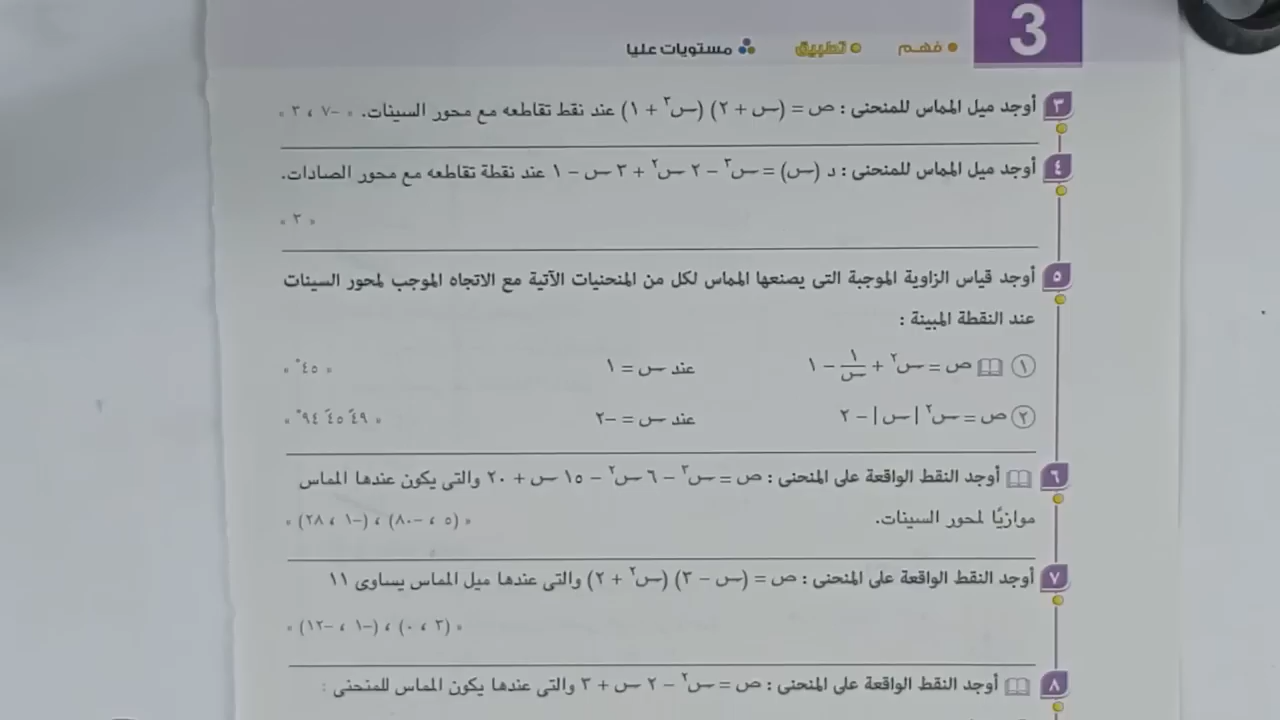 3
فهم • تطبيق • مستويات عليا
٣ أوجد ميل المماس للمنحنى : ص = (س + ٢) (س٣ + ١) عند نقط تقاطعه مع محور السينات. « -٧ ، ٣ »
٤ أوجد ميل المماس للمنحنى : د (س) = س٣ - ٢ س٢ + ٣ س - ١ عند نقطة تقاطعه مع محور الصادات.
« ٣ »
٥ أوجد قياس الزاوية الموجبة التى يصنعها المماس لكل من المنحنيات الآتية مع الاتجاه الموجب لمحور السينات
عند النقطة المبينة :
١ ص = س٢ + ١/س - ١ عند س = ١ « ٤٥° »
٢ ص = س٢ |س| - ٢ عند س = -٢ « ٤٩ً ٤٥َ ٩٤° »
٦ أوجد النقط الواقعة على المنحنى : ص = س٣ - ٦ س٢ - ١٥ س + ٢٠ والتى يكون عندها المماس
موازيًا لمحور السينات. « (٥ ، -٨٠) ، (-١ ، ٢٨) »
٧ أوجد النقط الواقعة على المنحنى : ص = (س - ٣) (س٢ + ٢) والتى عندها ميل المماس يساوى ١١
« (٣ ، ٠) ، (-١ ، -١٢) »
٨ أوجد النقط الواقعة على المنحنى : ص = س٢ - ٢ س + ٣ والتى عندها يكون المماس للمنحنى :